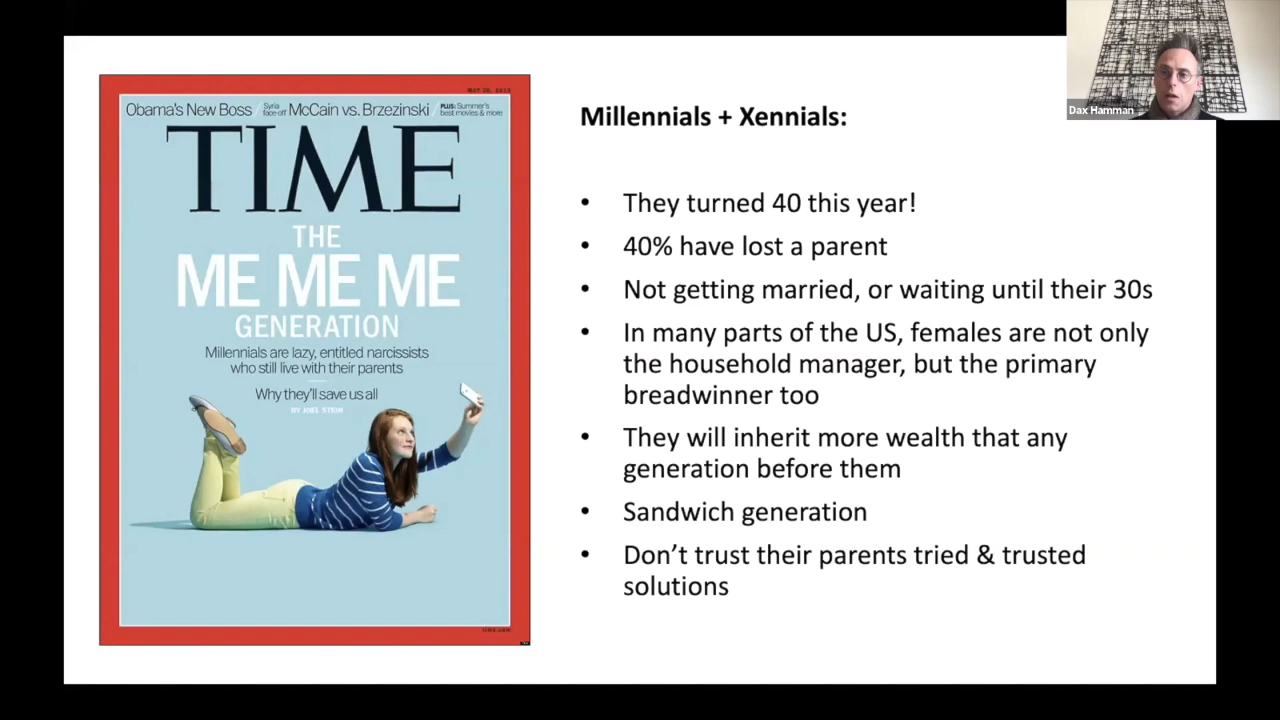 MAY 20, 2013
Obama's New Boss / Syria face-off McCain vs. Brzezinski / PLUS: Summer's best movies & more
TIME
THE
ME ME ME
GENERATION
Millennials are lazy, entitled narcissists
who still live with their parents
Why they'll save us all
BY JOEL STEIN
TIME.COM
Millennials + Xennials:
• They turned 40 this year!
• 40% have lost a parent
• Not getting married, or waiting until their 30s
• In many parts of the US, females are not only
the household manager, but the primary
breadwinner too
• They will inherit more wealth that any
generation before them
• Sandwich generation
• Don't trust their parents tried & trusted
solutions
Dax Hamman